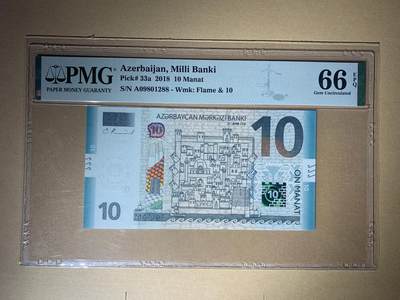 PMG
PAPER MONEY GUARANTY
Azerbaijan, Milli Banki
Pick# 33a 2018 10 Manat
S/N A09801288 - Wmk: Flame & 10
66 EPQ
Gem Uncirculated
AZƏRBAYCAN MƏRKƏZİ BANKI
10
10
10
10
ON MANAT